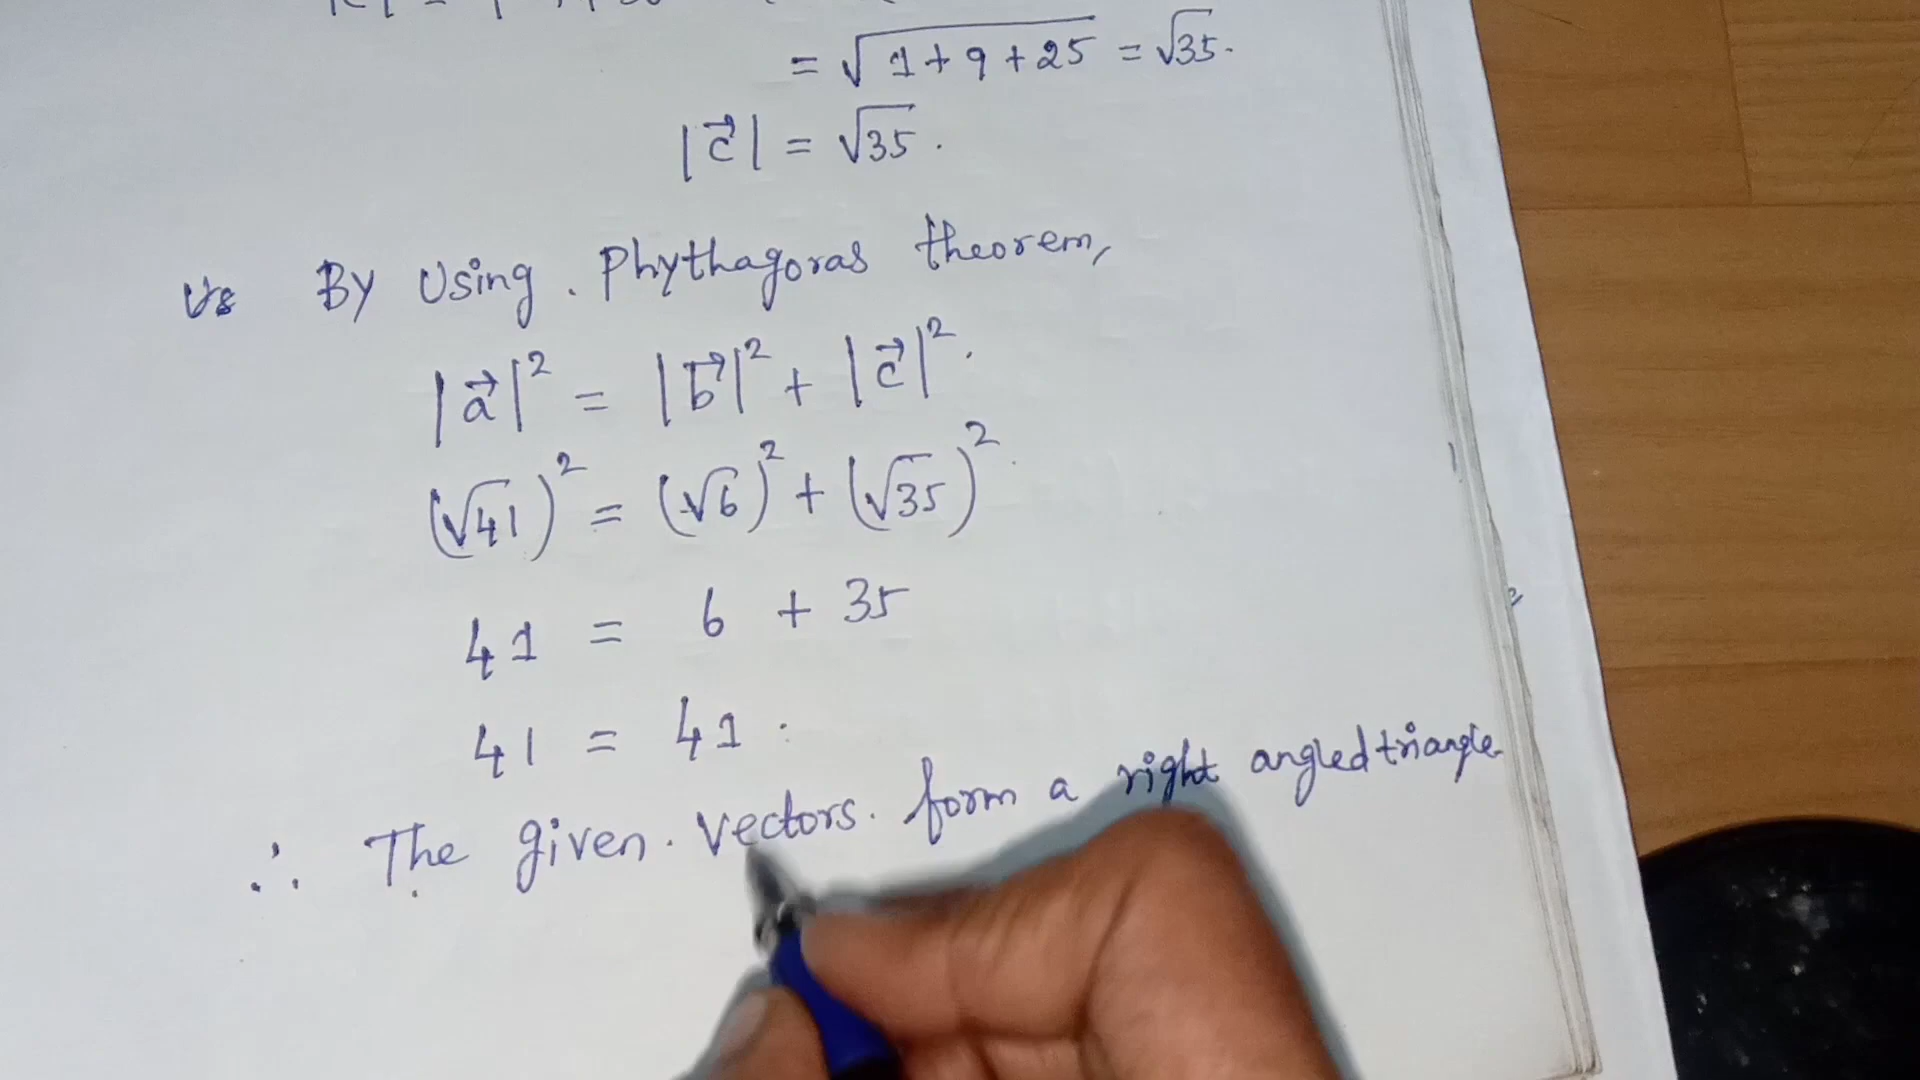 = √1+9+25 = √35.
|c⃗| = √35.
Us By Using. Phythagoras theorem,
|a⃗|² = |b⃗|² + |c⃗|².
(√41)² = (√6)² + (√35)².
41 = 6 + 35
41 = 41.
∴ The given. vectors. form a right angled triangle